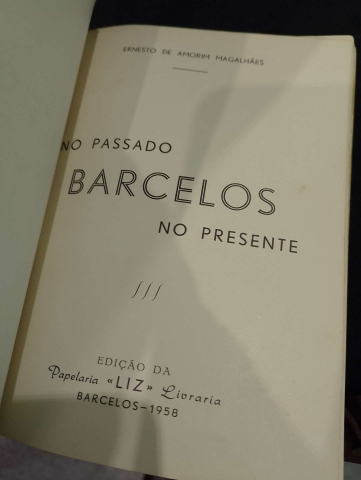 ERNESTO DE AMORIM MAGALHÃES
NO PASSADO
BARCELOS
NO PRESENTE
EDIÇÃO DA
Papelaria «LIZ» Livraria
BARCELOS—1958